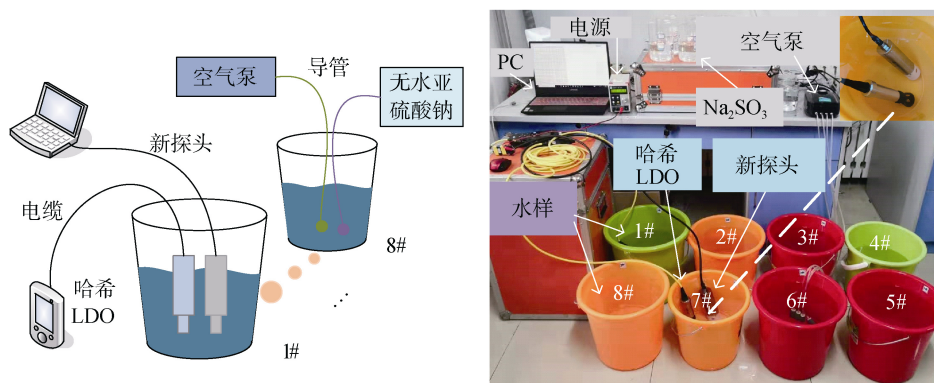 空气泵
导管
无水亚
硫酸钠
新探头
电缆
哈希
LDO
8#
...
1#
电源
PC
空气泵
Na₂SO₃
哈希
LDO
新探头
水样
1#
2#
3#
4#
8#
7#
6#
5#